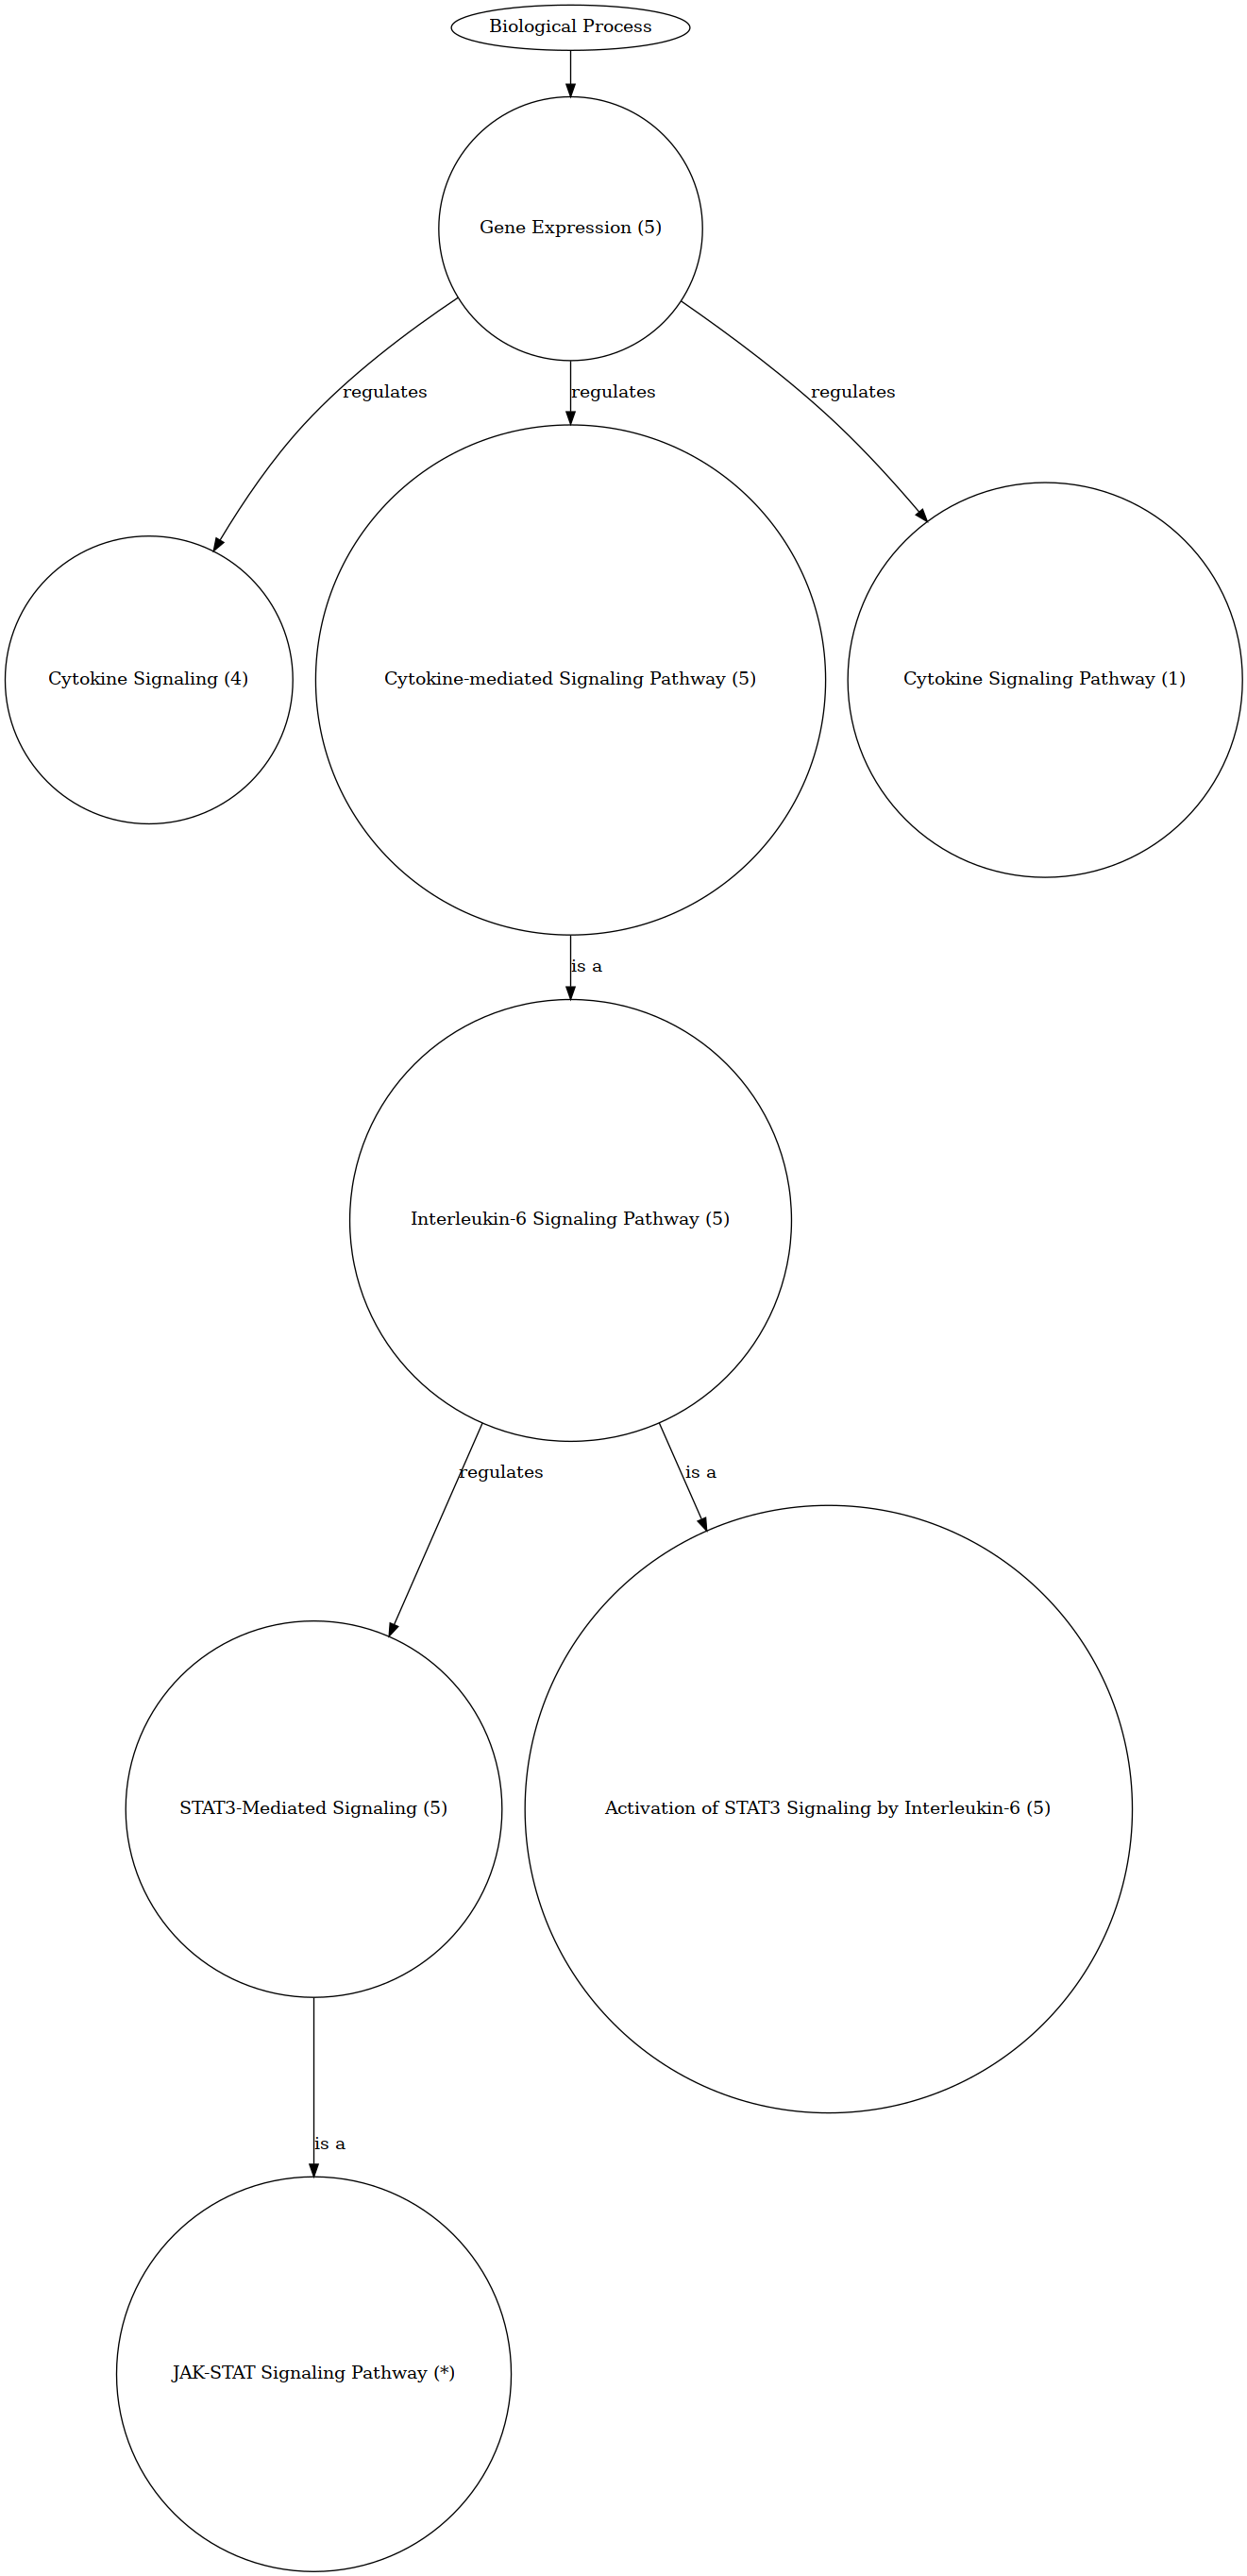 Biological Process
Gene Expression (5)
regulates
regulates
regulates
Cytokine Signaling (4)
Cytokine-mediated Signaling Pathway (5)
Cytokine Signaling Pathway (1)
is a
Interleukin-6 Signaling Pathway (5)
regulates
is a
STAT3-Mediated Signaling (5)
Activation of STAT3 Signaling by Interleukin-6 (5)
is a
JAK-STAT Signaling Pathway (*)